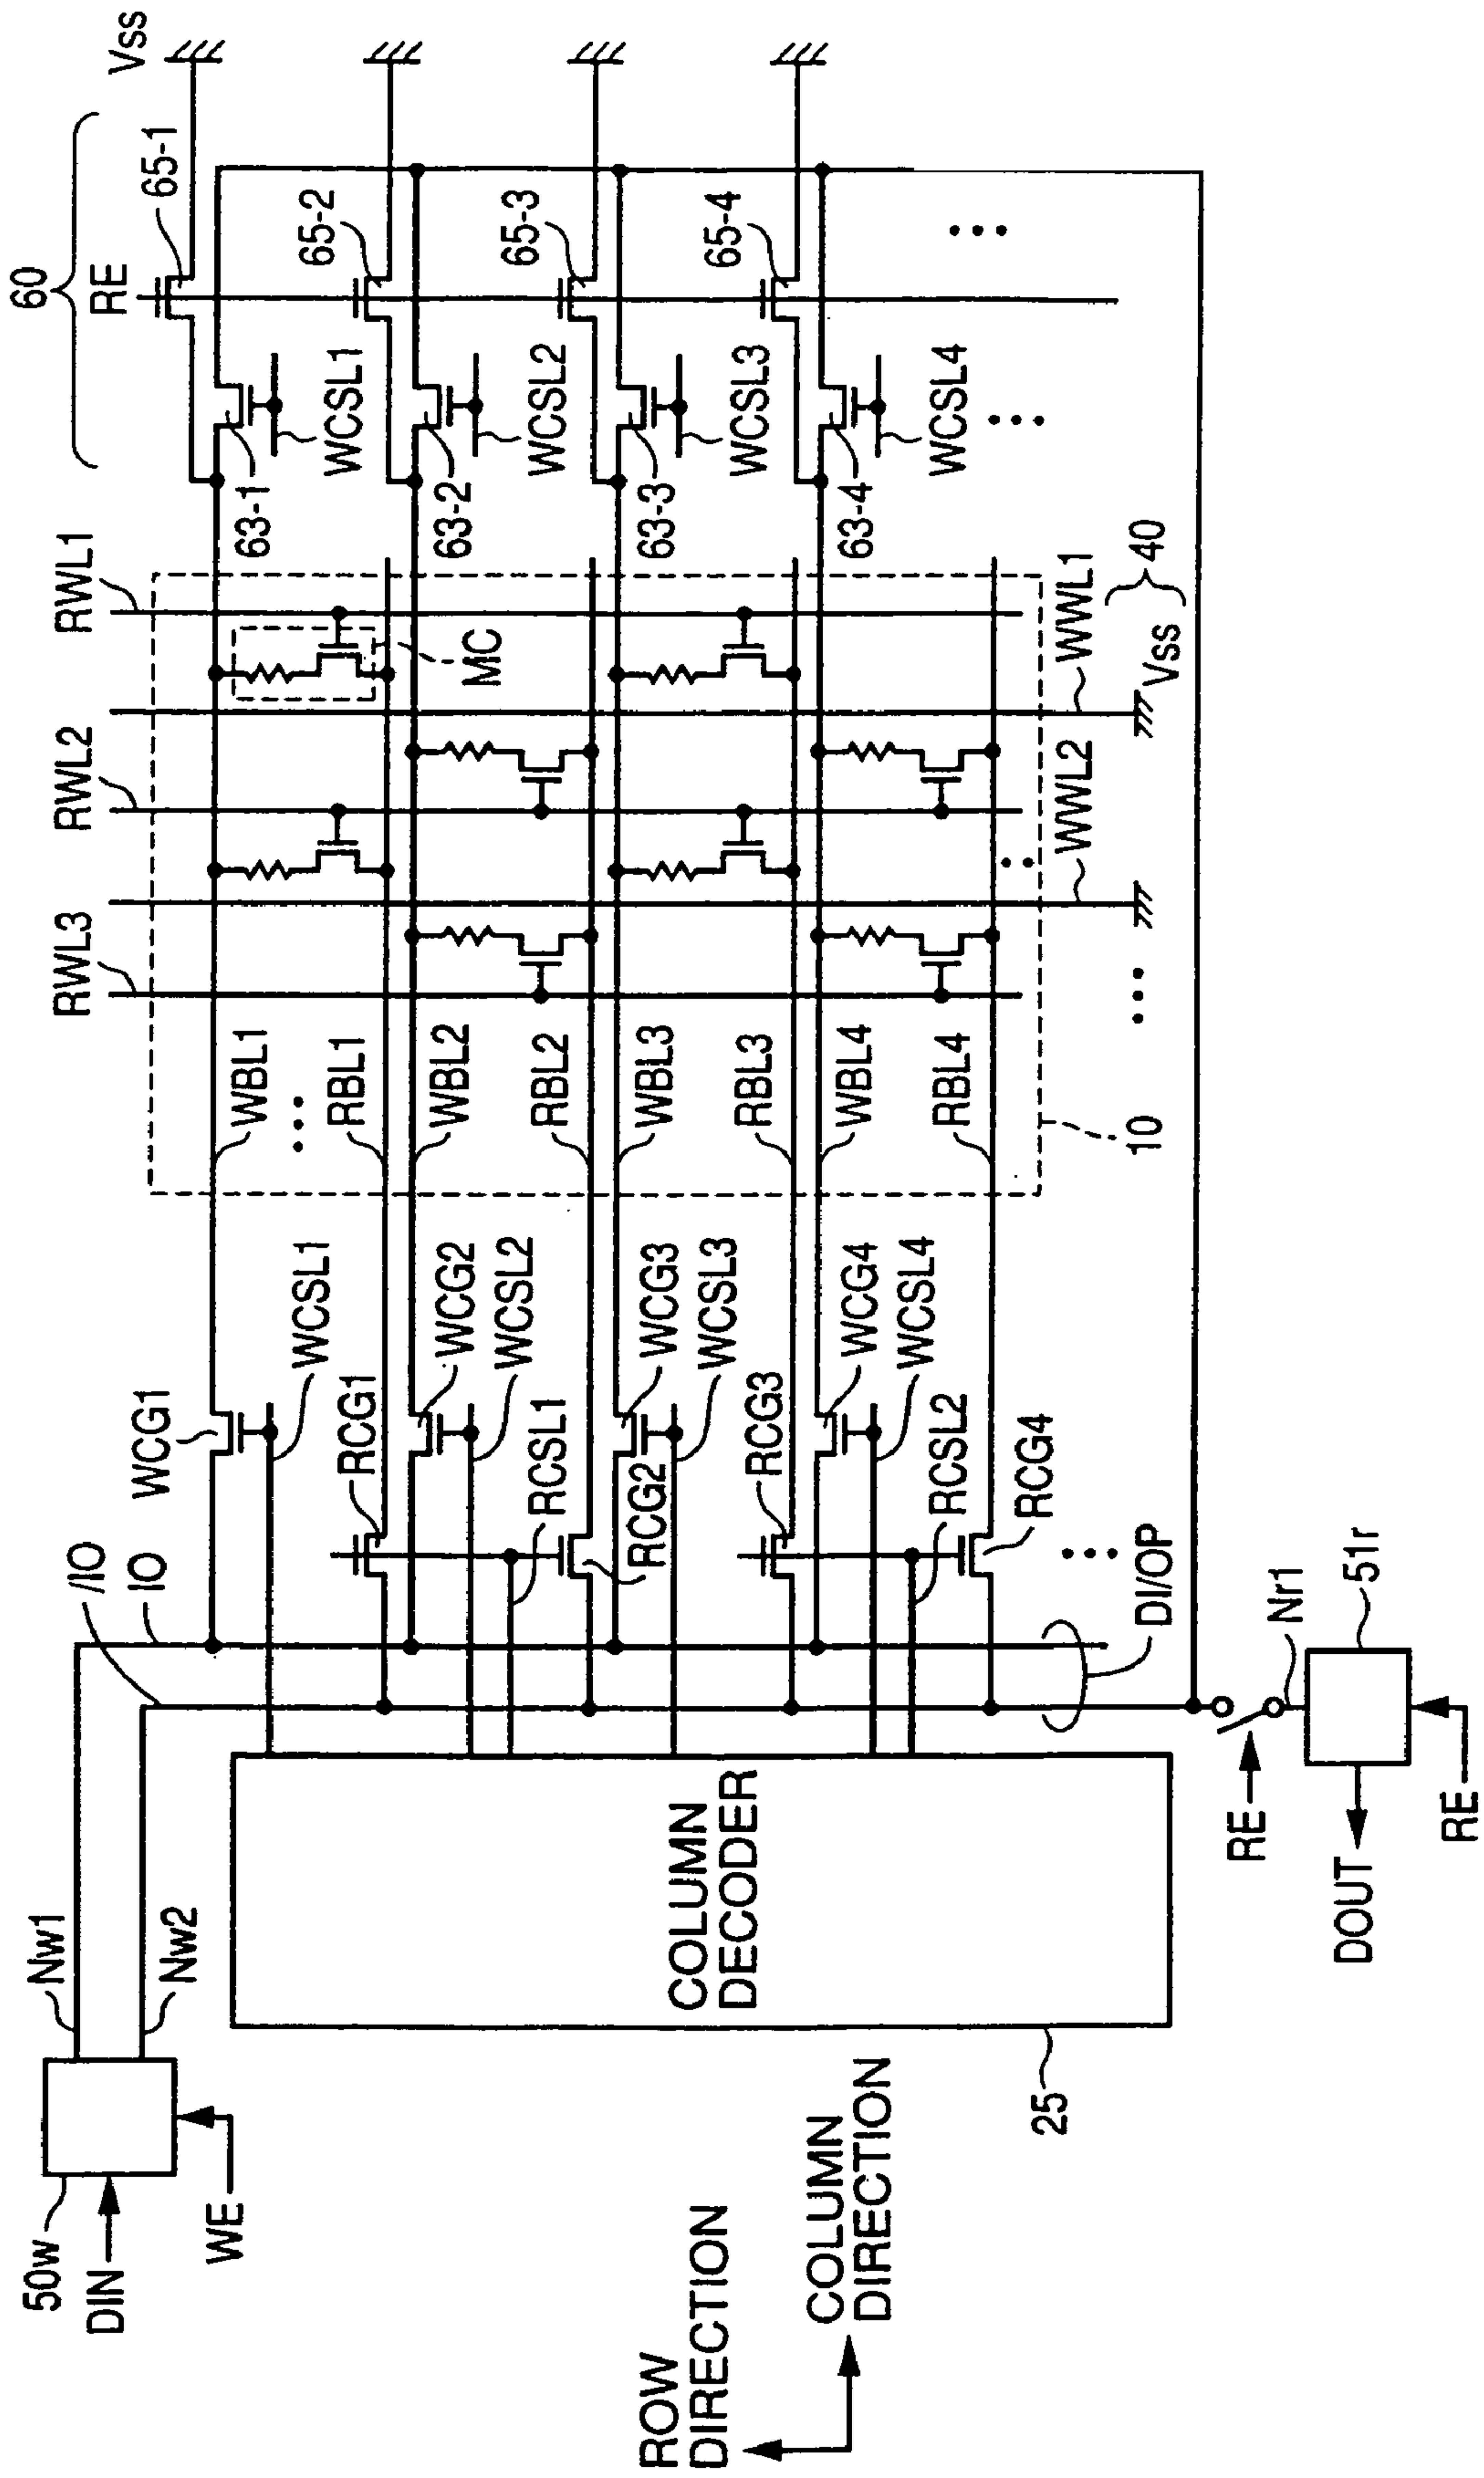 60
RE
65-1
Vss
65-2
65-3
65-4
WCSL1
WCSL2
WCSL3
WCSL4
63-1
63-2
63-3
63-4
RWL1
RWL2
RWL3
MC
WWL1
WWL2
40
Vss
WBL1
RBL1
WBL2
RBL2
WBL3
RBL3
WBL4
RBL4
10
WCG1
WCSL1
RCG1
WCG2
WCSL2
RCSL1
RCG2
WCG3
WCSL3
RCG3
WCG4
WCSL4
RCSL2
RCG4
/IO
IO
DI/OP
Nr1
51r
RE
RE
DOUT
COLUMN
DECODER
25
Nw1
Nw2
50w
DIN
WE
ROW
DIRECTION
COLUMN
DIRECTION